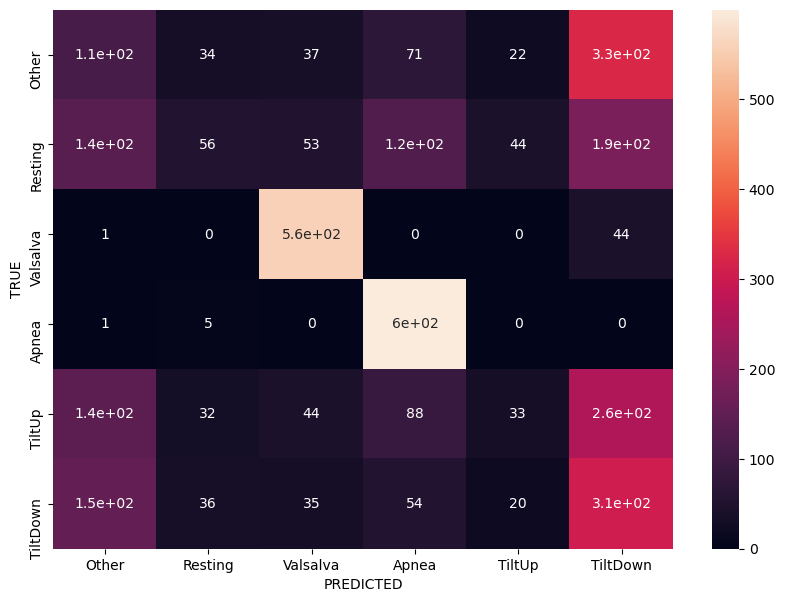 Other 1.1e+02 34 37 71 22 3.3e+02
Resting 1.4e+02 56 53 1.2e+02 44 1.9e+02
Valsalva 1 0 5.6e+02 0 0 44
Apnea 1 5 0 6e+02 0 0
TiltUp 1.4e+02 32 44 88 33 2.6e+02
TiltDown 1.5e+02 36 35 54 20 3.1e+02
TRUE
Other Resting Valsalva Apnea TiltUp TiltDown
PREDICTED
500
400
300
200
100
0